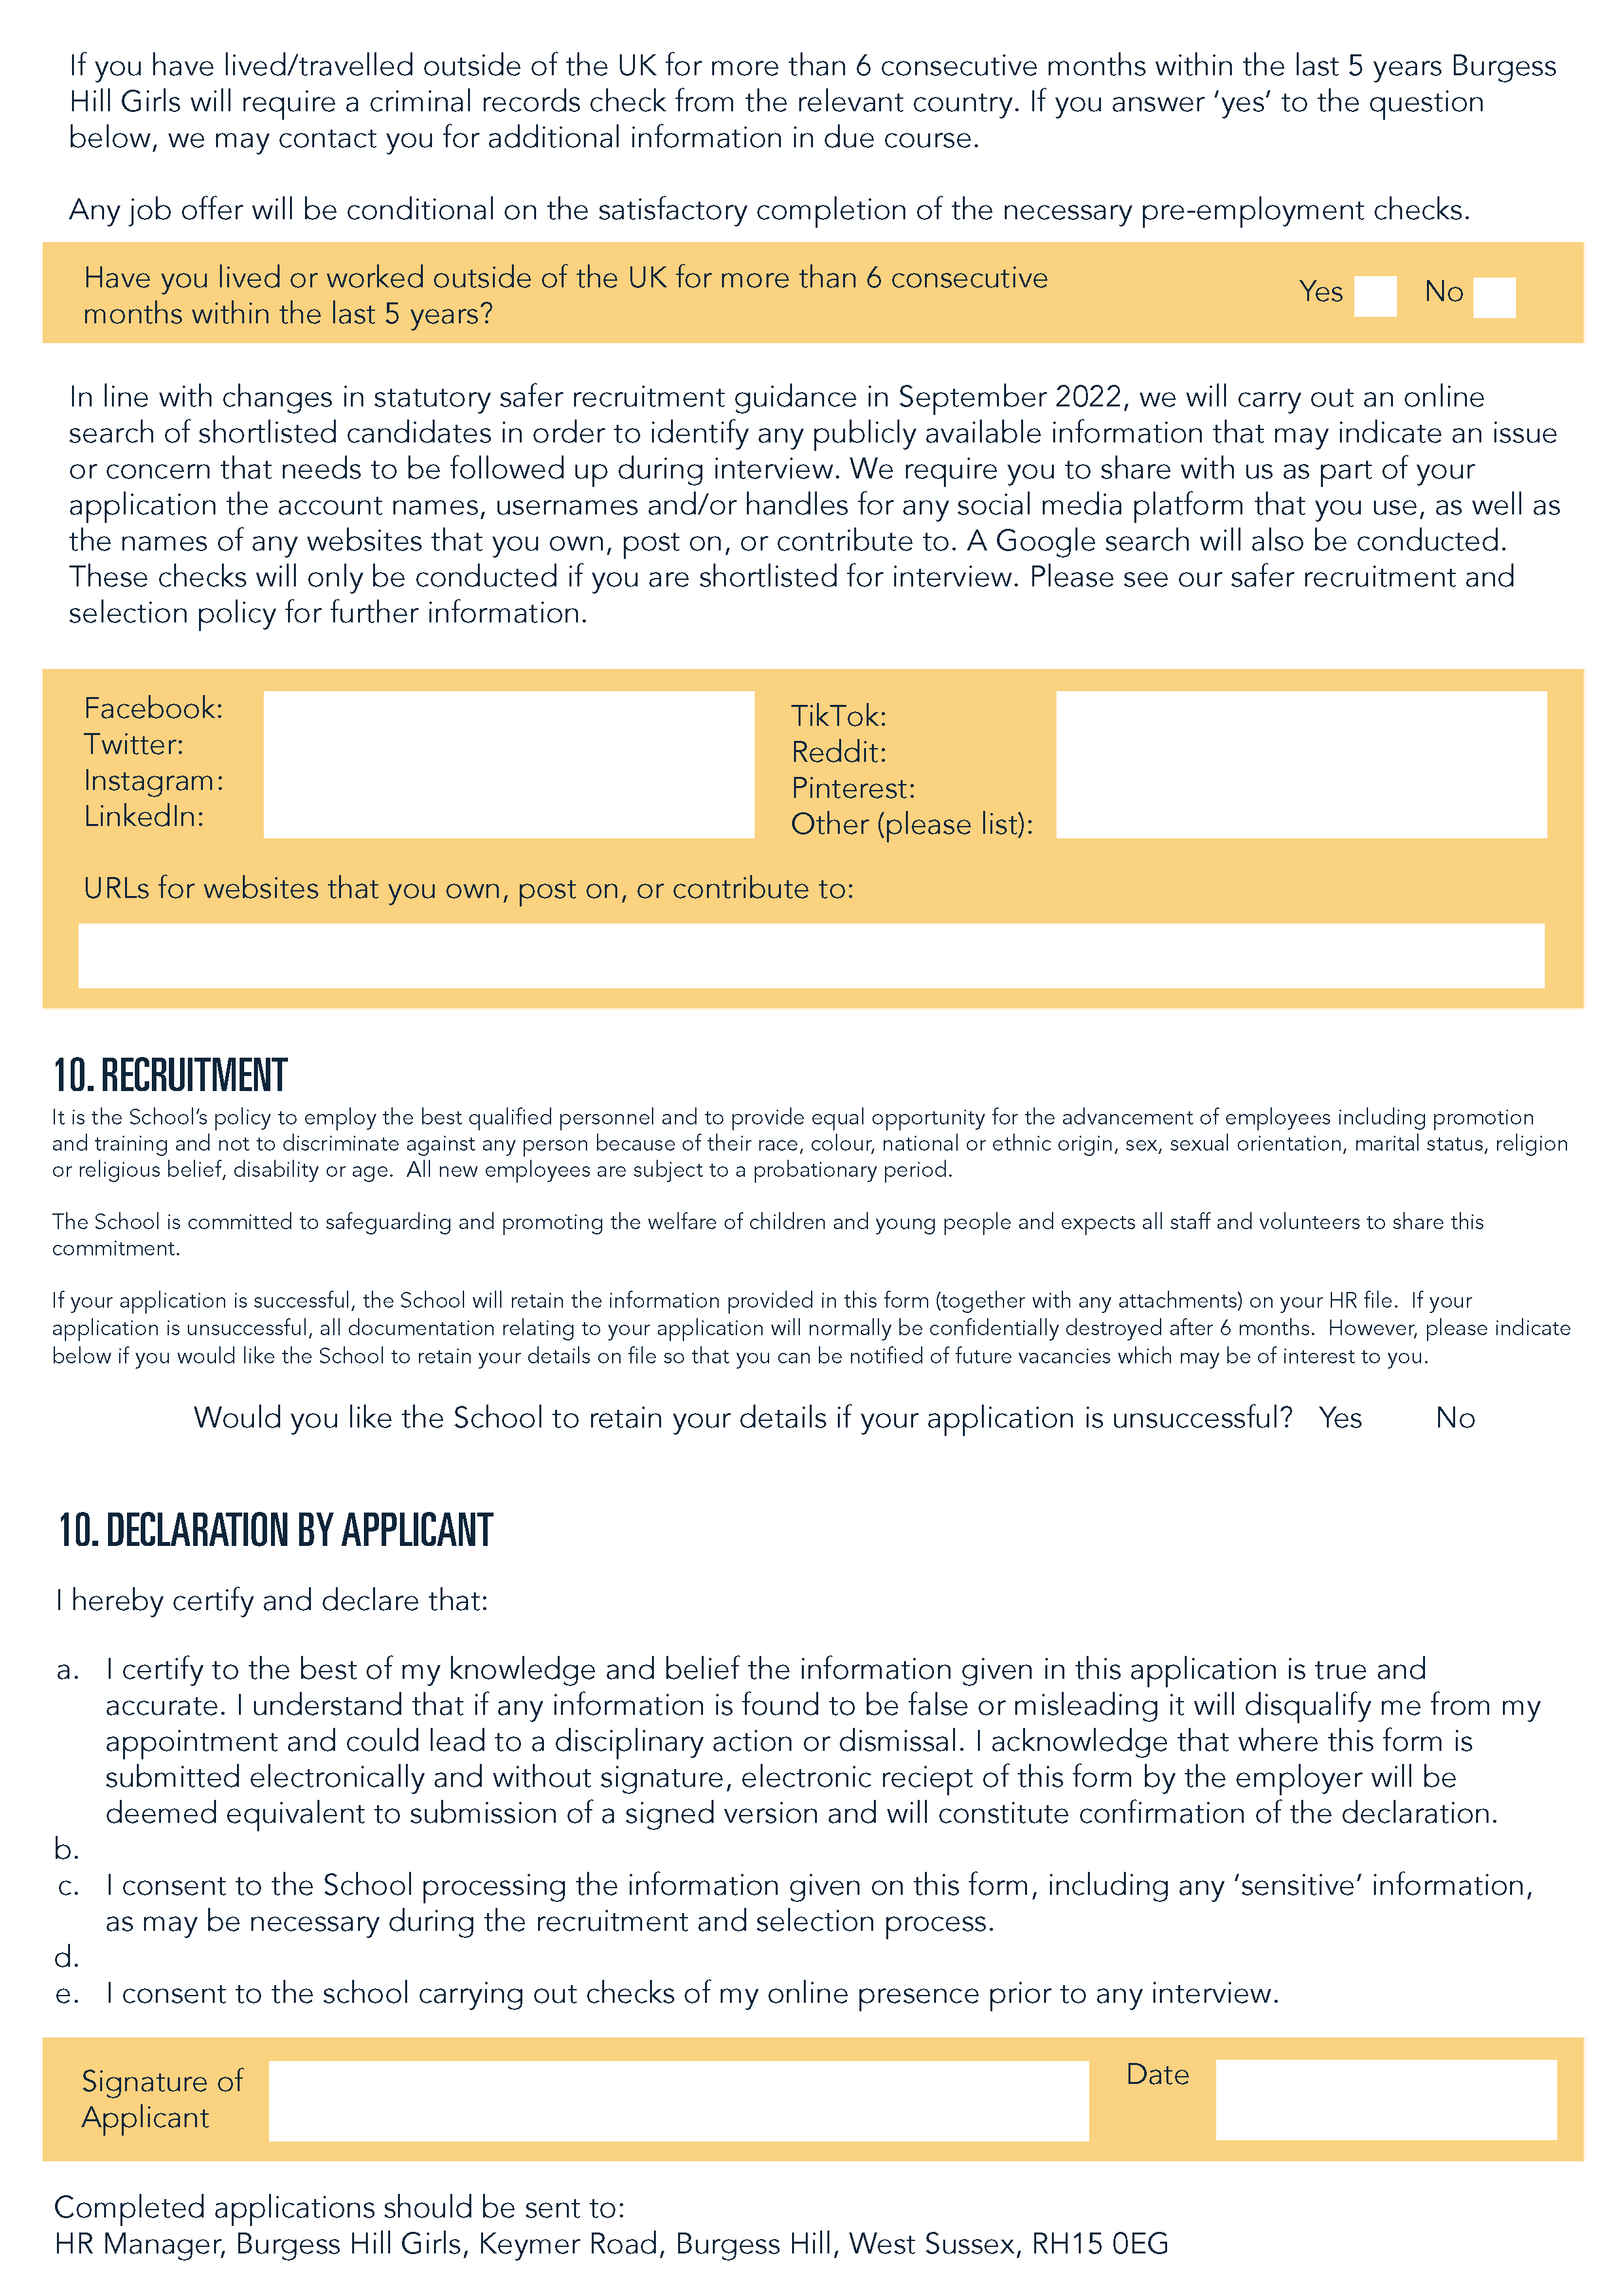 If you have lived/travelled outside of the UK for more than 6 consecutive months within the last 5 years Burgess
Hill Girls will require a criminal records check from the relevant country. If you answer ‘yes’ to the question
below, we may contact you for additional information in due course.
Any job offer will be conditional on the satisfactory completion of the necessary pre-employment checks.
Have you lived or worked outside of the UK for more than 6 consecutive
months within the last 5 years?
Yes No
In line with changes in statutory safer recruitment guidance in September 2022, we will carry out an online
search of shortlisted candidates in order to identify any publicly available information that may indicate an issue
or concern that needs to be followed up during interview. We require you to share with us as part of your
application the account names, usernames and/or handles for any social media platform that you use, as well as
the names of any websites that you own, post on, or contribute to. A Google search will also be conducted.
These checks will only be conducted if you are shortlisted for interview. Please see our safer recruitment and
selection policy for further information.
Facebook:
Twitter:
Instagram:
LinkedIn:
TikTok:
Reddit:
Pinterest:
Other (please list):
URLs for websites that you own, post on, or contribute to:
10. RECRUITMENT
It is the School’s policy to employ the best qualified personnel and to provide equal opportunity for the advancement of employees including promotion
and training and not to discriminate against any person because of their race, colour, national or ethnic origin, sex, sexual orientation, marital status, religion
or religious belief, disability or age.  All new employees are subject to a probationary period.
The School is committed to safeguarding and promoting the welfare of children and young people and expects all staff and volunteers to share this
commitment.
If your application is successful, the School will retain the information provided in this form (together with any attachments) on your HR file.  If your
application is unsuccessful, all documentation relating to your application will normally be confidentially destroyed after 6 months.  However, please indicate
below if you would like the School to retain your details on file so that you can be notified of future vacancies which may be of interest to you.
Would you like the School to retain your details if your application is unsuccessful? Yes No
10. DECLARATION BY APPLICANT
I hereby certify and declare that:
a. I certify to the best of my knowledge and belief the information given in this application is true and
accurate. I understand that if any information is found to be false or misleading it will disqualify me from my
appointment and could lead to a disciplinary action or dismissal. I acknowledge that where this form is
submitted electronically and without signature, electronic reciept of this form by the employer will be
deemed equivalent to submission of a signed version and will constitute confirmation of the declaration.
b.
c. I consent to the School processing the information given on this form, including any ‘sensitive’ information,
as may be necessary during the recruitment and selection process.
d.
e. I consent to the school carrying out checks of my online presence prior to any interview.
Signature of
Applicant
Date
Completed applications should be sent to:
HR Manager, Burgess Hill Girls, Keymer Road, Burgess Hill, West Sussex, RH15 0EG